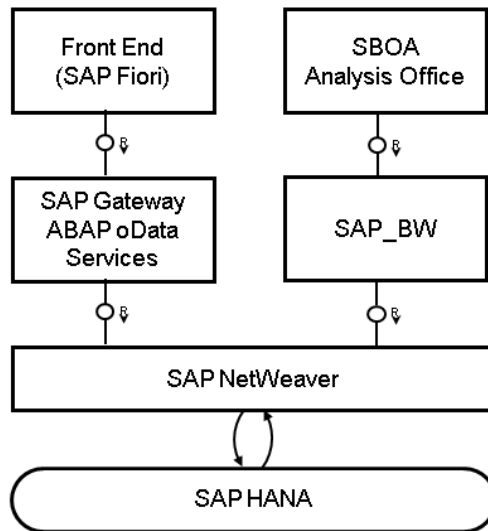 Front End
(SAP Fiori)
SBOA
Analysis Office
R
R
SAP Gateway
ABAP oData
Services
SAP_BW
R
R
SAP NetWeaver
SAP HANA